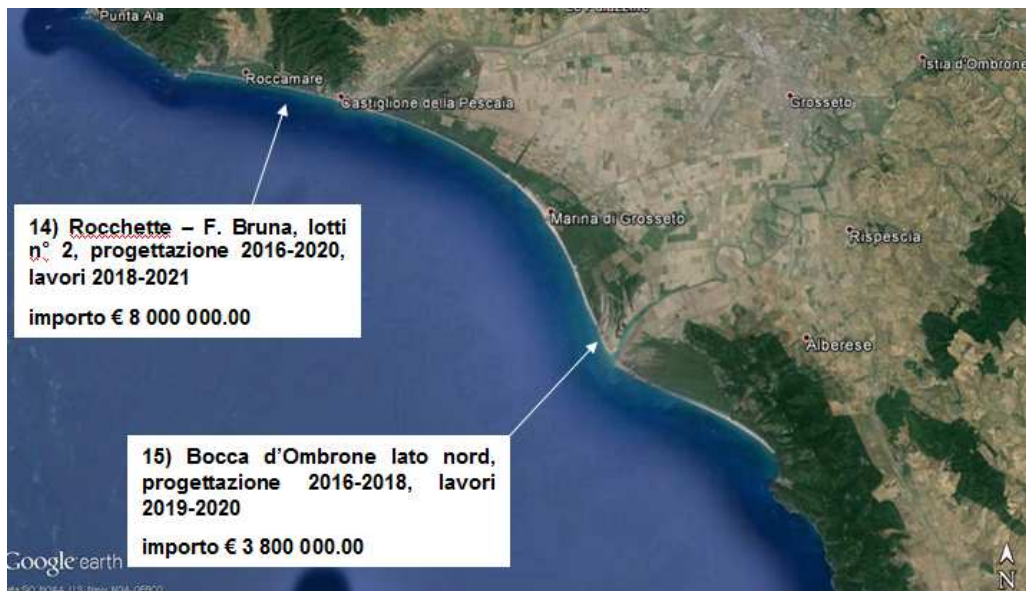 Punta Ala
Istia d'Ombrone
Roccamare
Castiglione della Pescaia
Grosseto
Marina di Grosseto
Rispescia
Alberese
14) Rocchette – F. Bruna, lotti
n° 2, progettazione 2016-2020,
lavori 2018-2021
importo € 8 000 000.00
15) Bocca d'Ombrone lato nord,
progettazione 2016-2018, lavori
2019-2020
importo € 3 800 000.00
Google earth
N